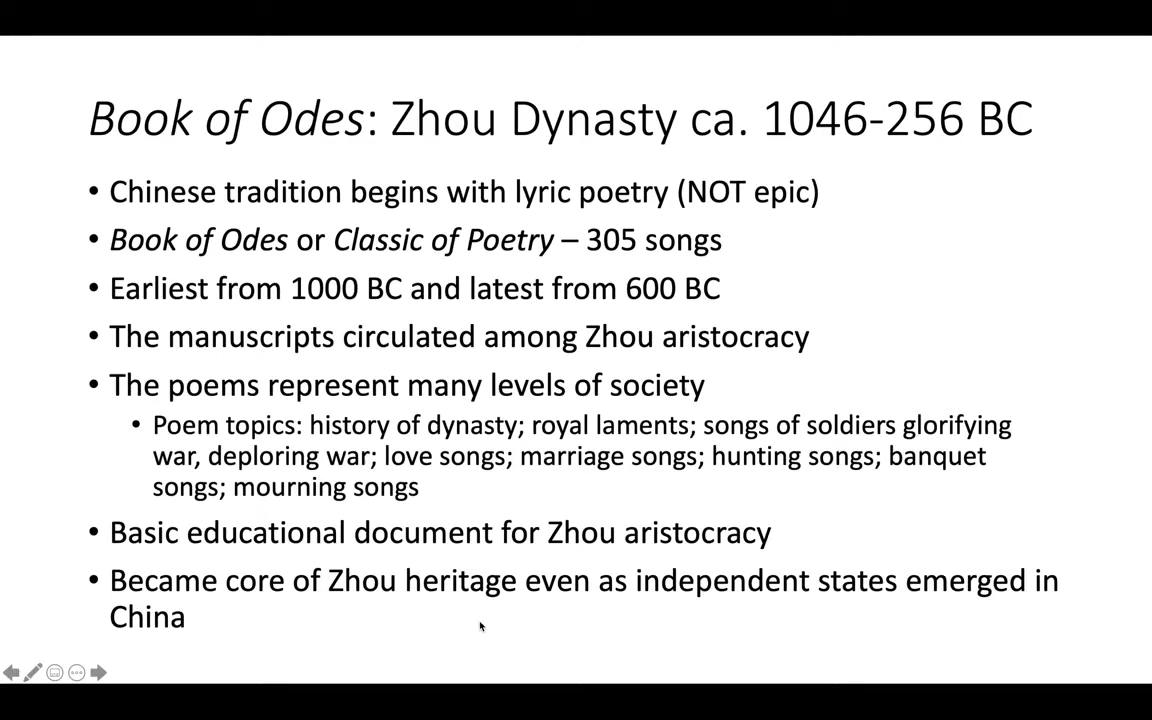 Book of Odes: Zhou Dynasty ca. 1046-256 BC
• Chinese tradition begins with lyric poetry (NOT epic)
• Book of Odes or Classic of Poetry – 305 songs
• Earliest from 1000 BC and latest from 600 BC
• The manuscripts circulated among Zhou aristocracy
• The poems represent many levels of society
• Poem topics: history of dynasty; royal laments; songs of soldiers glorifying
war, deploring war; love songs; marriage songs; hunting songs; banquet
songs; mourning songs
• Basic educational document for Zhou aristocracy
• Became core of Zhou heritage even as independent states emerged in
China